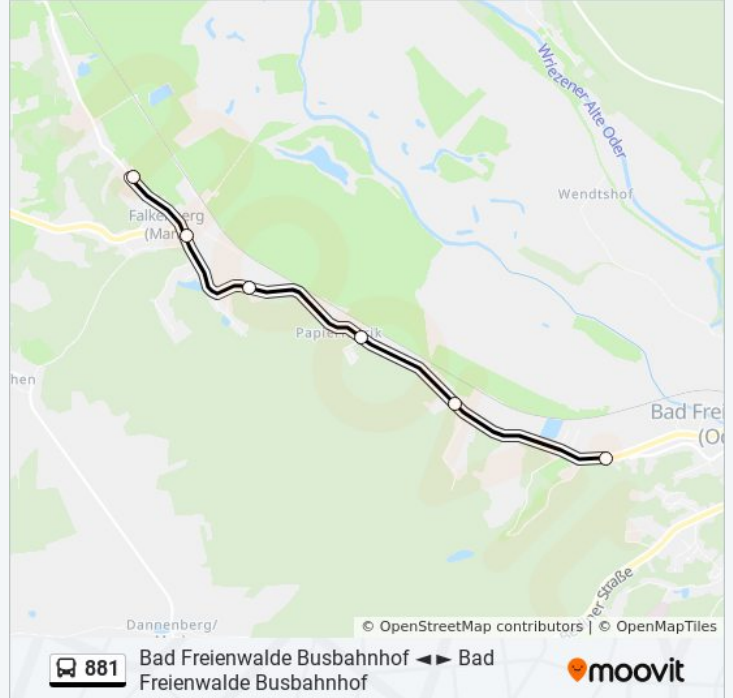 Wriezener Alte Oder
Wendtshof
Falkenberg
(Mark)
Papierfabrik
hen
Bad Frei
(Od
ner Straße
Dannenberg/
© OpenStreetMap contributors | © OpenMapTiles
881
Bad Freienwalde Busbahnhof ◄ ► Bad
Freienwalde Busbahnhof
moovit